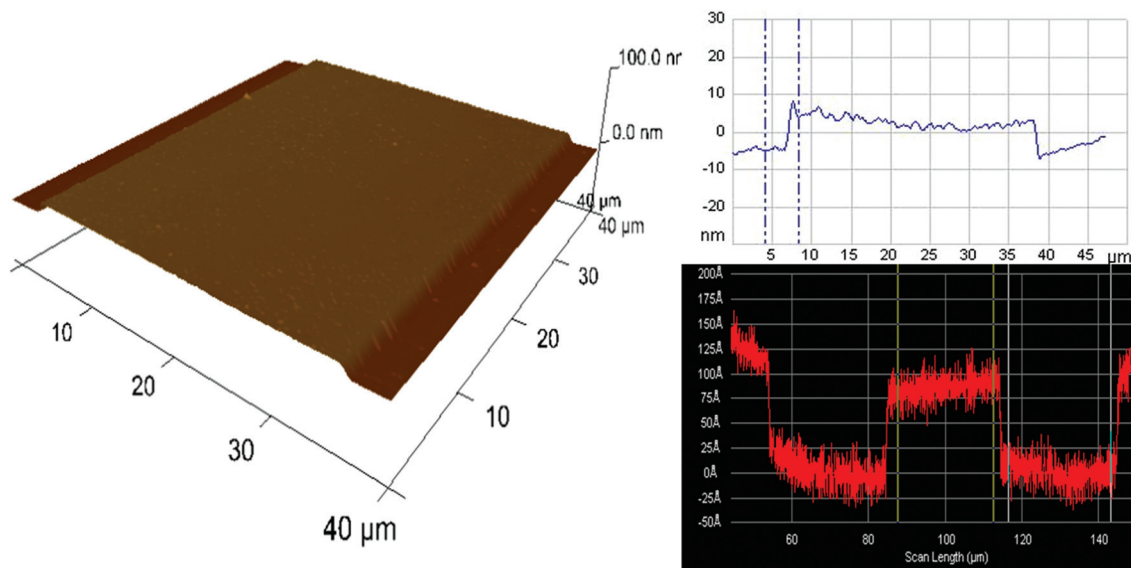 100.0 nr
0.0 nm
40 µm
40 µm
30
20
10
10
20
30
40 µm
30
20
10
0
-10
-20
nm
5 10 15 20 25 30 35 40 45 µm
200Å
175Å
150Å
125Å
100Å
75Å
50Å
25Å
0Å
-25Å
-50Å
60 80 100 120 140
Scan Length (µm)